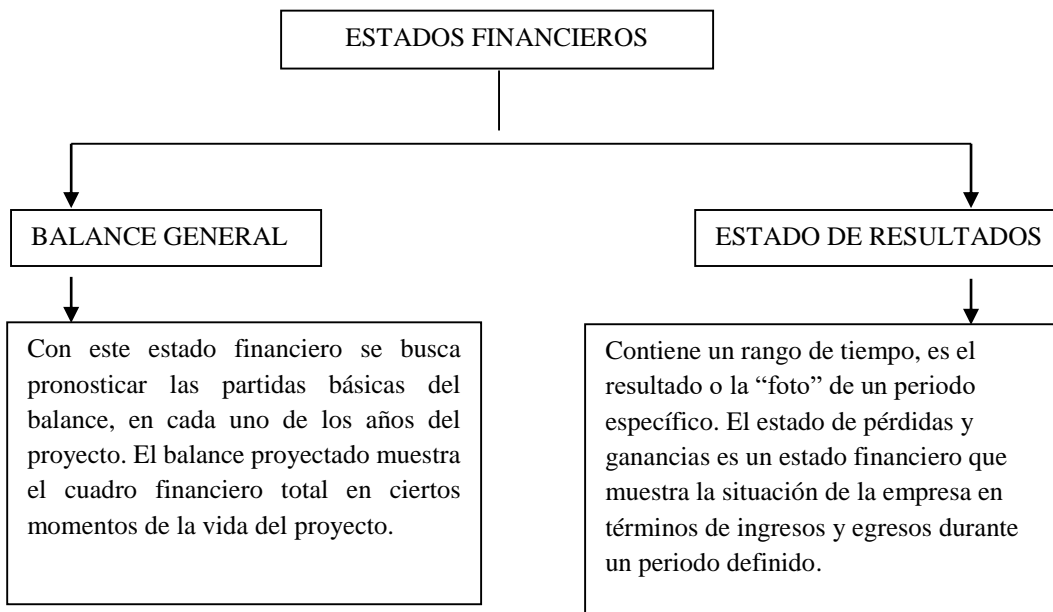 ESTADOS FINANCIEROS
BALANCE GENERAL
ESTADO DE RESULTADOS
Con este estado financiero se busca
pronosticar las partidas básicas del
balance, en cada uno de los años del
proyecto. El balance proyectado muestra
el cuadro financiero total en ciertos
momentos de la vida del proyecto.
Contiene un rango de tiempo, es el
resultado o la “foto” de un periodo
específico. El estado de pérdidas y
ganancias es un estado financiero que
muestra la situación de la empresa en
términos de ingresos y egresos durante
un periodo definido.